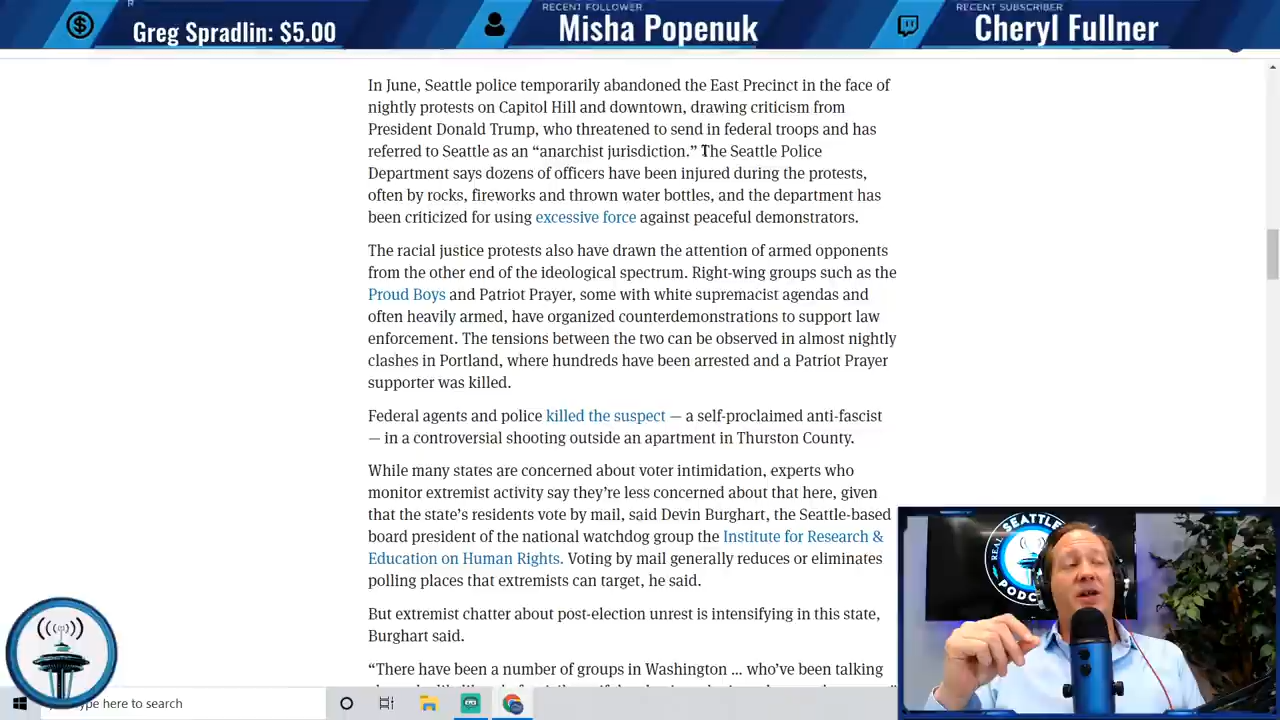 RECENT FOLLOWER
RECENT SUBSCRIBER
Greg Spradlin: $5.00
Misha Popenuk
Cheryl Fullner
In June, Seattle police temporarily abandoned the East Precinct in the face of
nightly protests on Capitol Hill and downtown, drawing criticism from
President Donald Trump, who threatened to send in federal troops and has
referred to Seattle as an “anarchist jurisdiction.” The Seattle Police
Department says dozens of officers have been injured during the protests,
often by rocks, fireworks and thrown water bottles, and the department has
been criticized for using excessive force against peaceful demonstrators.
The racial justice protests also have drawn the attention of armed opponents
from the other end of the ideological spectrum. Right-wing groups such as the
Proud Boys and Patriot Prayer, some with white supremacist agendas and
often heavily armed, have organized counterdemonstrations to support law
enforcement. The tensions between the two can be observed in almost nightly
clashes in Portland, where hundreds have been arrested and a Patriot Prayer
supporter was killed.
Federal agents and police killed the suspect — a self-proclaimed anti-fascist
— in a controversial shooting outside an apartment in Thurston County.
While many states are concerned about voter intimidation, experts who
monitor extremist activity say they’re less concerned about that here, given
that the state’s residents vote by mail, said Devin Burghart, the Seattle-based
board president of the national watchdog group the Institute for Research &
Education on Human Rights. Voting by mail generally reduces or eliminates
polling places that extremists can target, he said.
But extremist chatter about post-election unrest is intensifying in this state,
Burghart said.
“There have been a number of groups in Washington … who’ve been talking
REAL SEATTLE
here to search